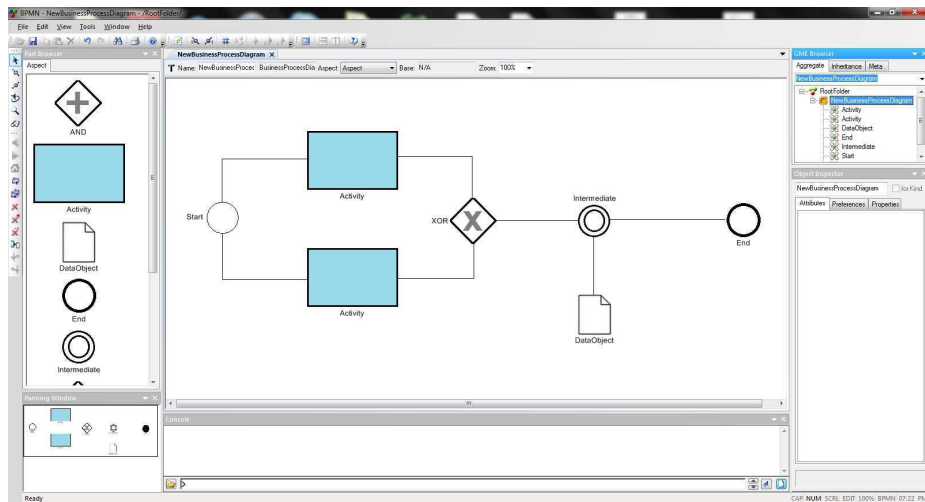 BPMN - NewBusinessProcessDiagram - /RootFolder/
File Edit View Tools Window Help
Part Browser
Aspect
AND
Activity
DataObject
End
Intermediate
Panning Window
NewBusinessProcessDiagram
Name: NewBusinessProces BusinessProcessDia Aspect: Aspect Base: N/A Zoom: 100%
Activity
Start
XOR
Intermediate
End
Activity
DataObject
Console
GME Browser
Aggregate Inheritance Meta
NewBusinessProcessDiagram
RootFolder
NewBusinessProcessDiagram
Activity
Activity
DataObject
End
Intermediate
Start
Object Inspector
NewBusinessProcessDiagram for Kind
Attributes Preferences Properties
Ready
CAP NUM SCRL EDIT 100% BPMN 07:22 PM